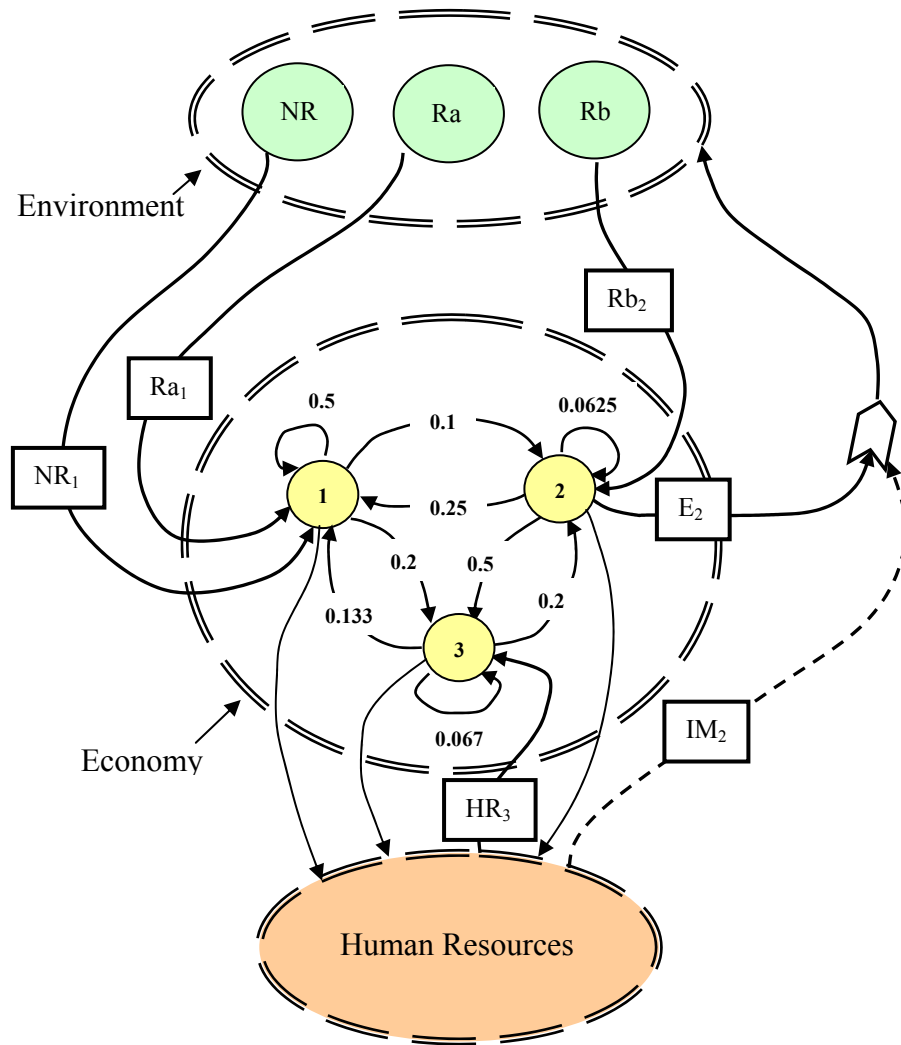 NR
Ra
Rb
Environment
Rb₂
Ra₁
0.5
0.1
0.0625
NR₁
1
2
0.25
E₂
0.2
0.5
0.2
0.133
3
0.067
IM₂
Economy
HR₃
Human Resources